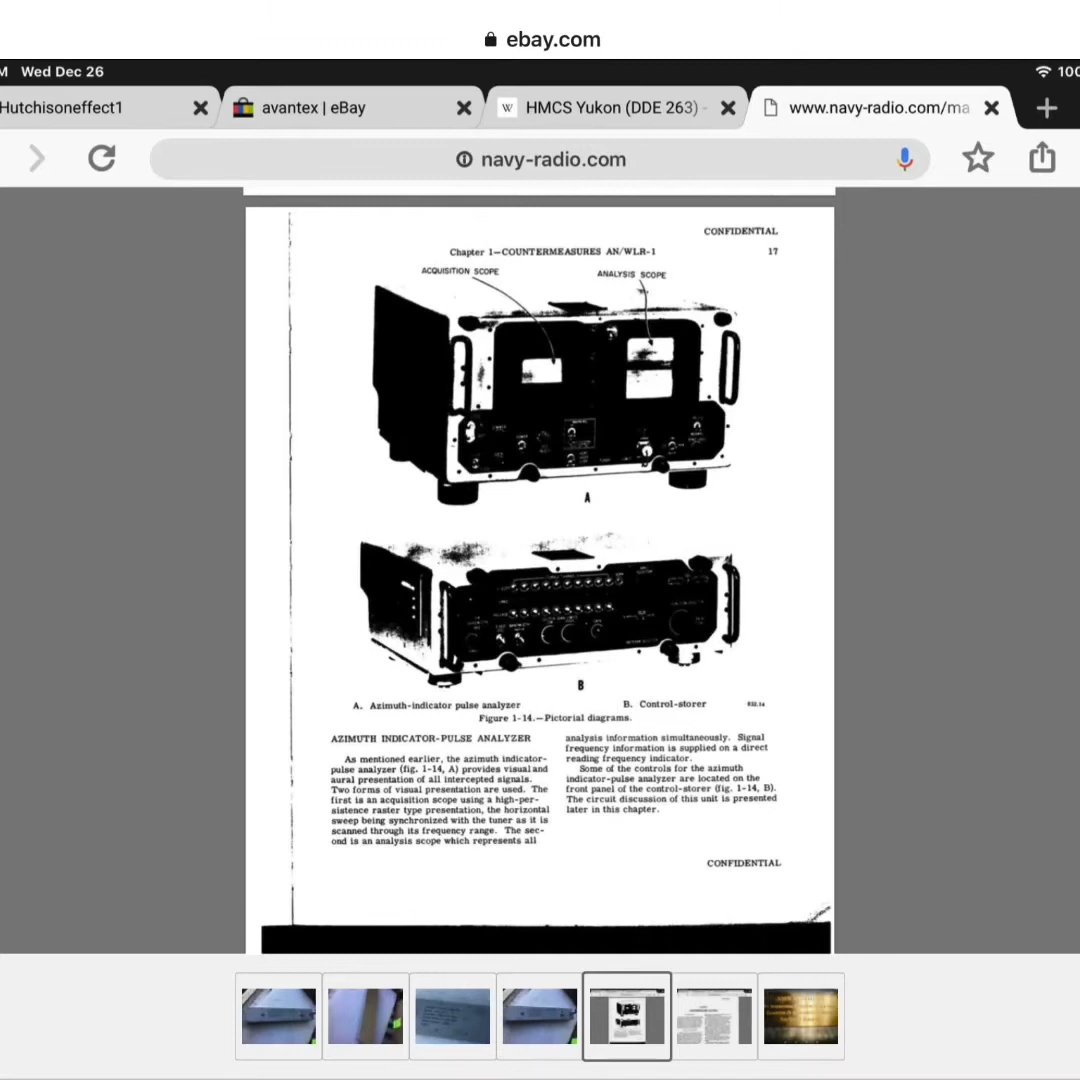 ebay.com
M Wed Dec 26
100
Hutchisoneffect1
avantex | eBay
W HMCS Yukon (DDE 263) -
www.navy-radio.com/ma
navy-radio.com
CONFIDENTIAL
Chapter 1—COUNTERMEASURES AN/WLR-1
17
ACQUISITION SCOPE
ANALYSIS SCOPE
A
B
A. Azimuth-indicator pulse analyzer
B. Control-storer
Figure 1-14.—Pictorial diagrams.
AZIMUTH INDICATOR-PULSE ANALYZER
As mentioned earlier, the azimuth indicator-
pulse analyzer (fig. 1-14, A) provides visual and
aural presentation of all intercepted signals.
Two forms of visual presentation are used. The
first is an acquisition scope using a high-per-
sistence raster type presentation, the horizontal
sweep being synchronized with the tuner as it is
scanned through its frequency range. The sec-
ond is an analysis scope which represents all
analysis information simultaneously. Signal
frequency information is supplied on a direct
reading frequency indicator.
Some of the controls for the azimuth
indicator-pulse analyzer are located on the
front panel of the control-storer (fig. 1-14, B).
The circuit discussion of this unit is presented
later in this chapter.
CONFIDENTIAL